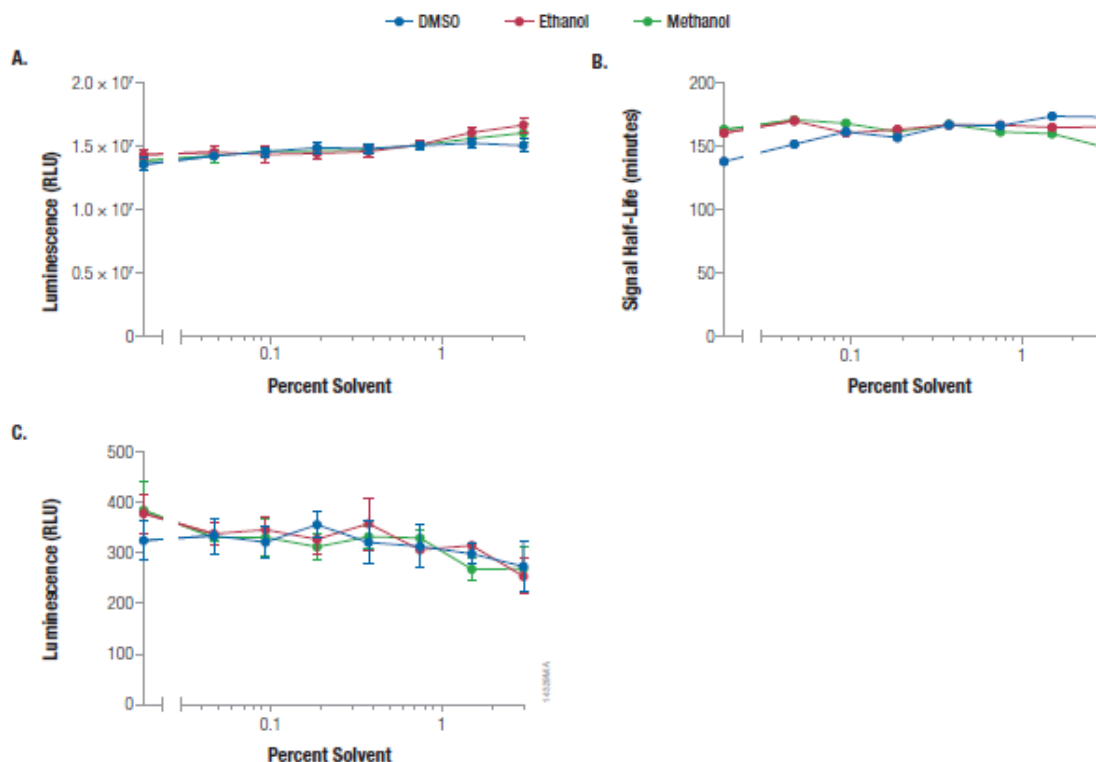 DMSO Ethanol Methanol
A.
2.0 × 10⁷
1.5 × 10⁷
1.0 × 10⁷
0.5 × 10⁷
0
Luminescence (RLU)
0.1 1
Percent Solvent
B.
200
150
100
50
0
Signal Half-Life (minutes)
0.1 1
Percent Solvent
C.
500
400
300
200
100
0
Luminescence (RLU)
0.1 1
Percent Solvent